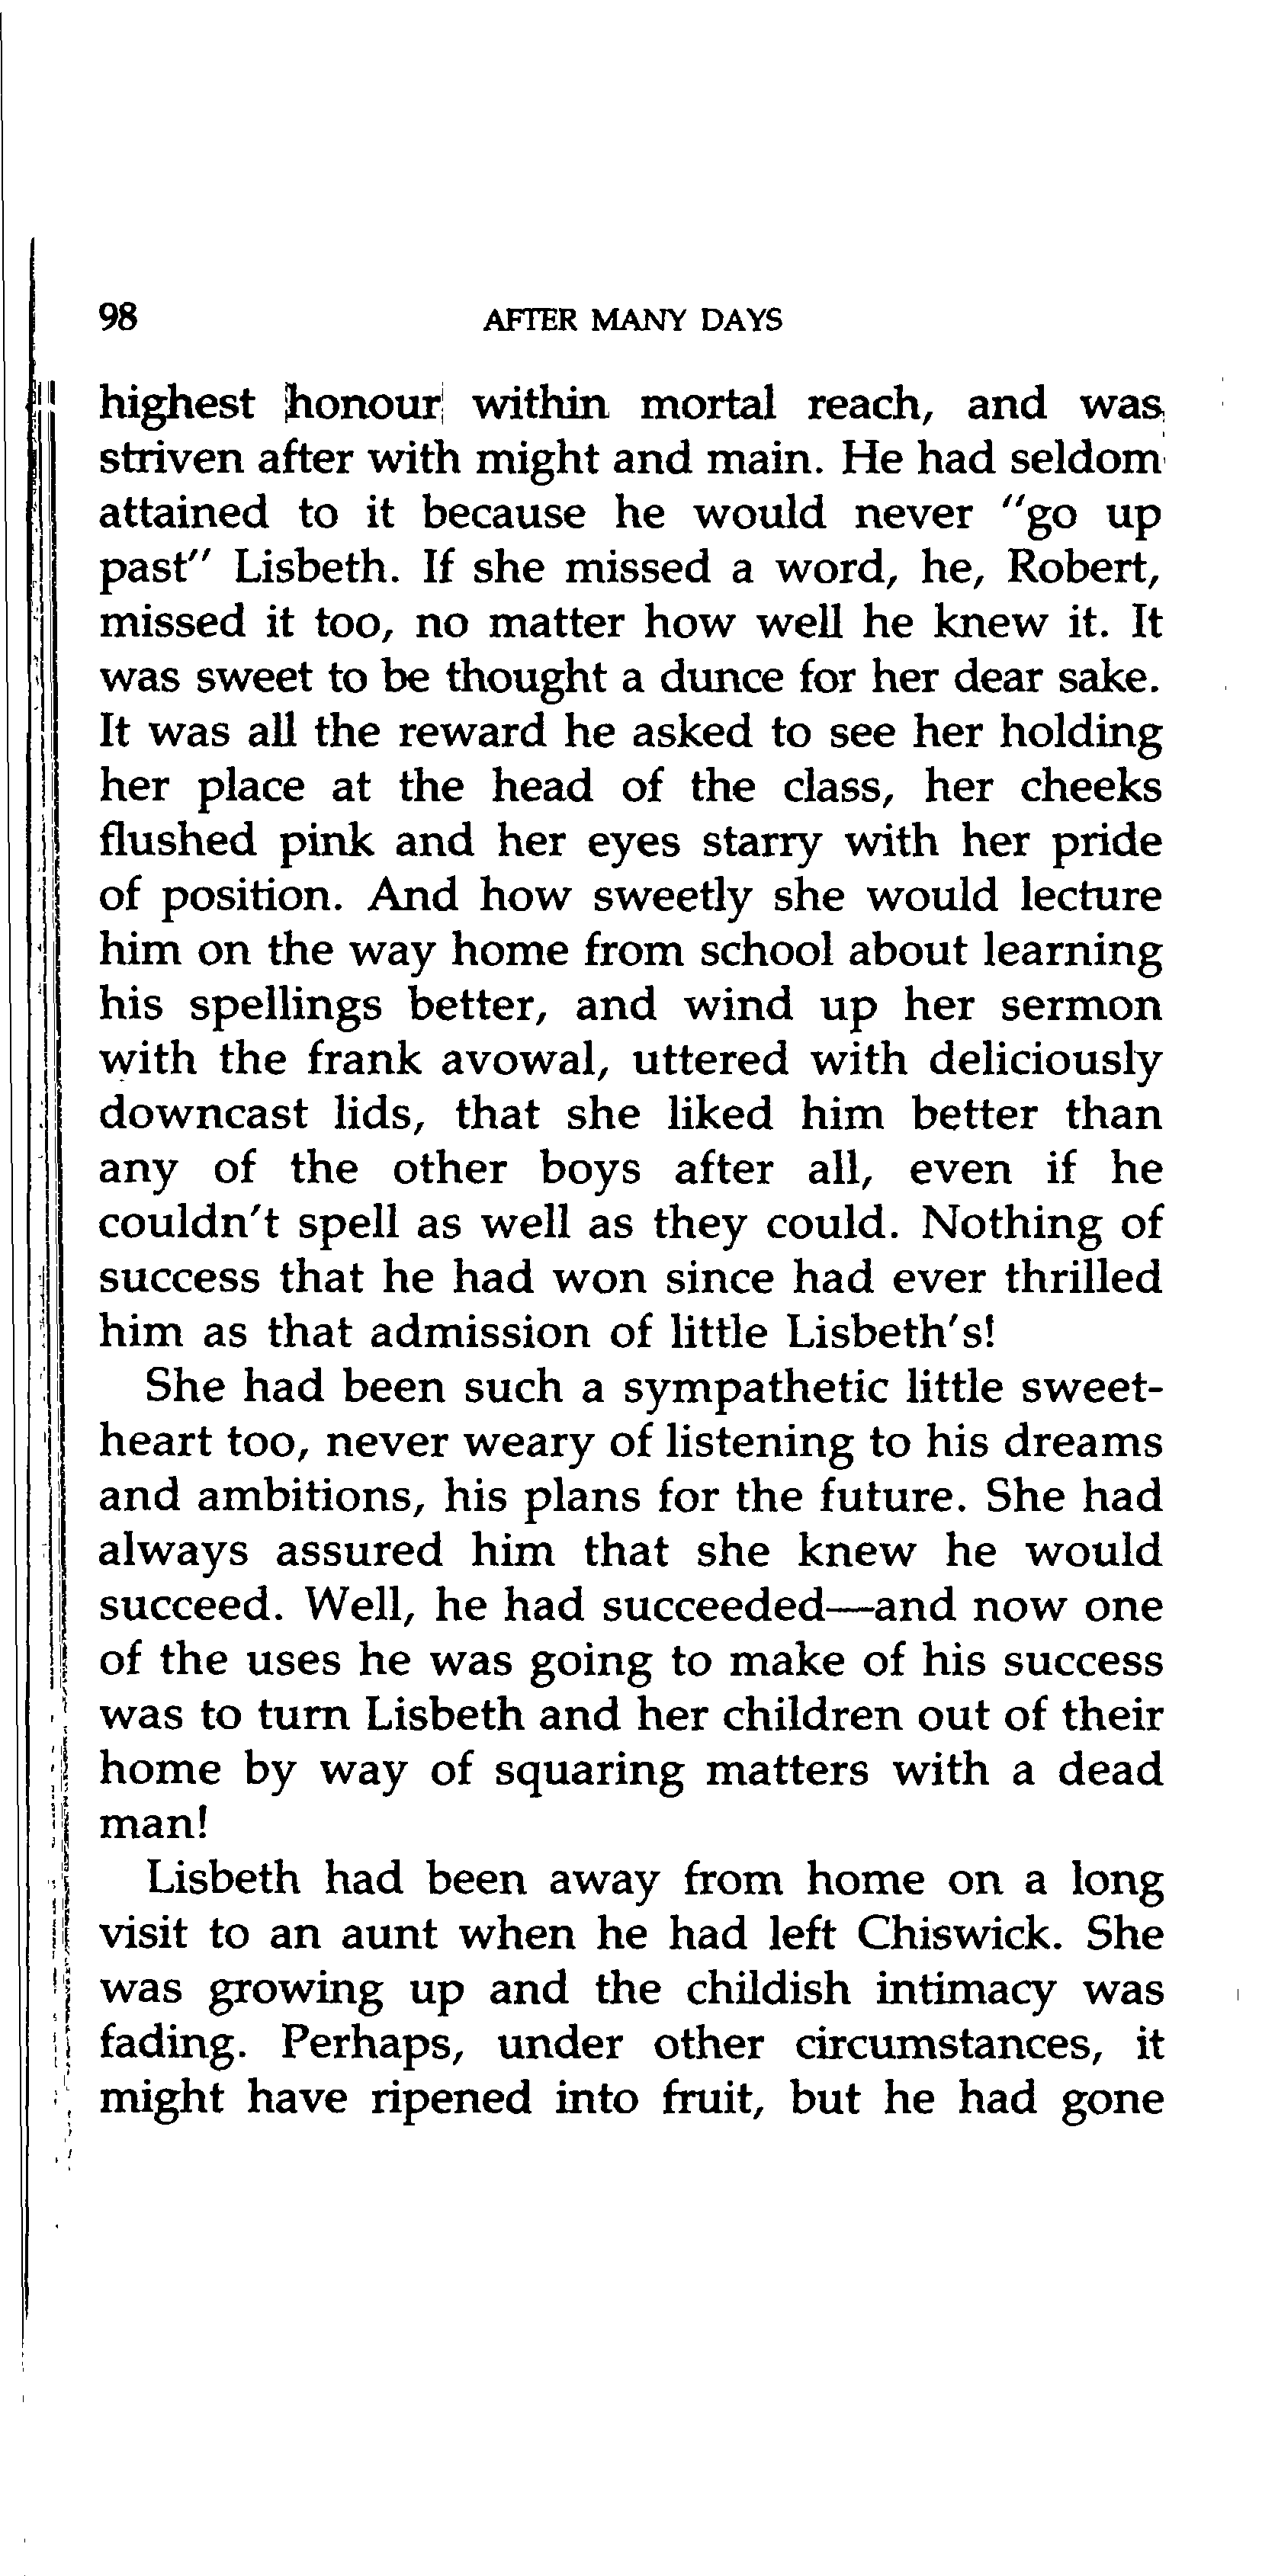 98 AFTER MANY DAYS
highest honour within mortal reach, and was
striven after with might and main. He had seldom
attained to it because he would never "go up
past" Lisbeth. If she missed a word, he, Robert,
missed it too, no matter how well he knew it. It
was sweet to be thought a dunce for her dear sake.
It was all the reward he asked to see her holding
her place at the head of the class, her cheeks
flushed pink and her eyes starry with her pride
of position. And how sweetly she would lecture
him on the way home from school about learning
his spellings better, and wind up her sermon
with the frank avowal, uttered with deliciously
downcast lids, that she liked him better than
any of the other boys after all, even if he
couldn't spell as well as they could. Nothing of
success that he had won since had ever thrilled
him as that admission of little Lisbeth's!
She had been such a sympathetic little sweet-
heart too, never weary of listening to his dreams
and ambitions, his plans for the future. She had
always assured him that she knew he would
succeed. Well, he had succeeded—and now one
of the uses he was going to make of his success
was to turn Lisbeth and her children out of their
home by way of squaring matters with a dead
man!
Lisbeth had been away from home on a long
visit to an aunt when he had left Chiswick. She
was growing up and the childish intimacy was
fading. Perhaps, under other circumstances, it
might have ripened into fruit, but he had gone